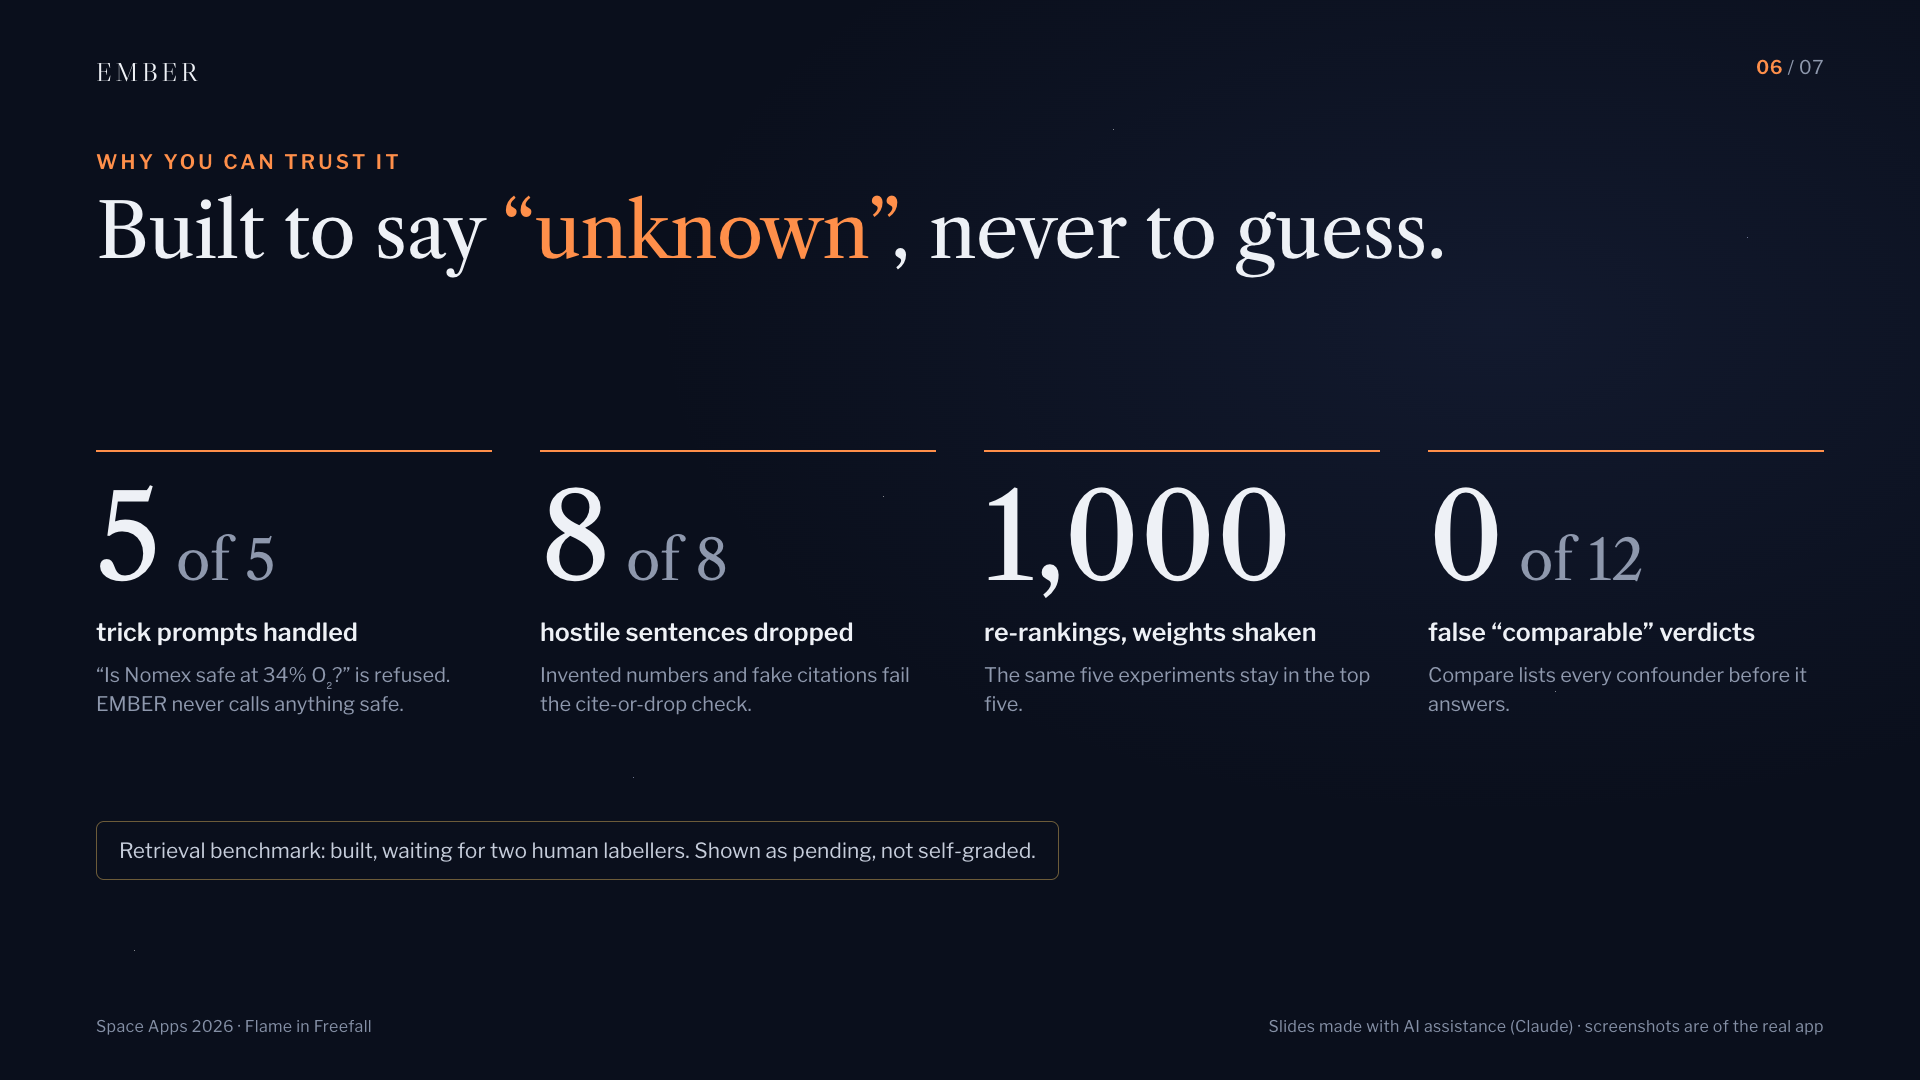 EMBER
06 / 07
WHY YOU CAN TRUST IT
Built to say “unknown”, never to guess.
5 of 5
trick prompts handled
“Is Nomex safe at 34% O₂?” is refused.
EMBER never calls anything safe.
8 of 8
hostile sentences dropped
Invented numbers and fake citations fail
the cite-or-drop check.
1,000
re-rankings, weights shaken
The same five experiments stay in the top
five.
0 of 12
false “comparable” verdicts
Compare lists every confounder before it
answers.
Retrieval benchmark: built, waiting for two human labellers. Shown as pending, not self-graded.
Space Apps 2026 · Flame in Freefall
Slides made with AI assistance (Claude) · screenshots are of the real app